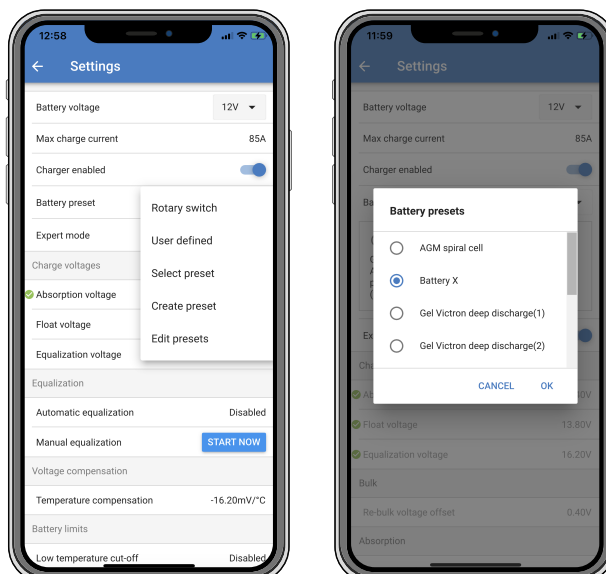 12:58
Settings
Battery voltage 12V
Max charge current 85A
Charger enabled
Battery preset
Expert mode
Rotary switch
User defined
Select preset
Create preset
Edit presets
Charge voltages
Absorption voltage
Float voltage
Equalization voltage
Equalization
Automatic equalization Disabled
Manual equalization START NOW
Voltage compensation
Temperature compensation -16.20mV/°C
Battery limits
Low temperature cut-off Disabled
11:59
Settings
Battery voltage 12V
Max charge current 85A
Charger enabled
Ba
Battery presets
AGM spiral cell
Battery X
Gel Victron deep discharge(1)
Gel Victron deep discharge(2)
CANCEL OK
Ex
Cha
Ab
Float voltage 13.80V
Equalization voltage 16.20V
Bulk
Re-bulk voltage offset 0.40V
Absorption